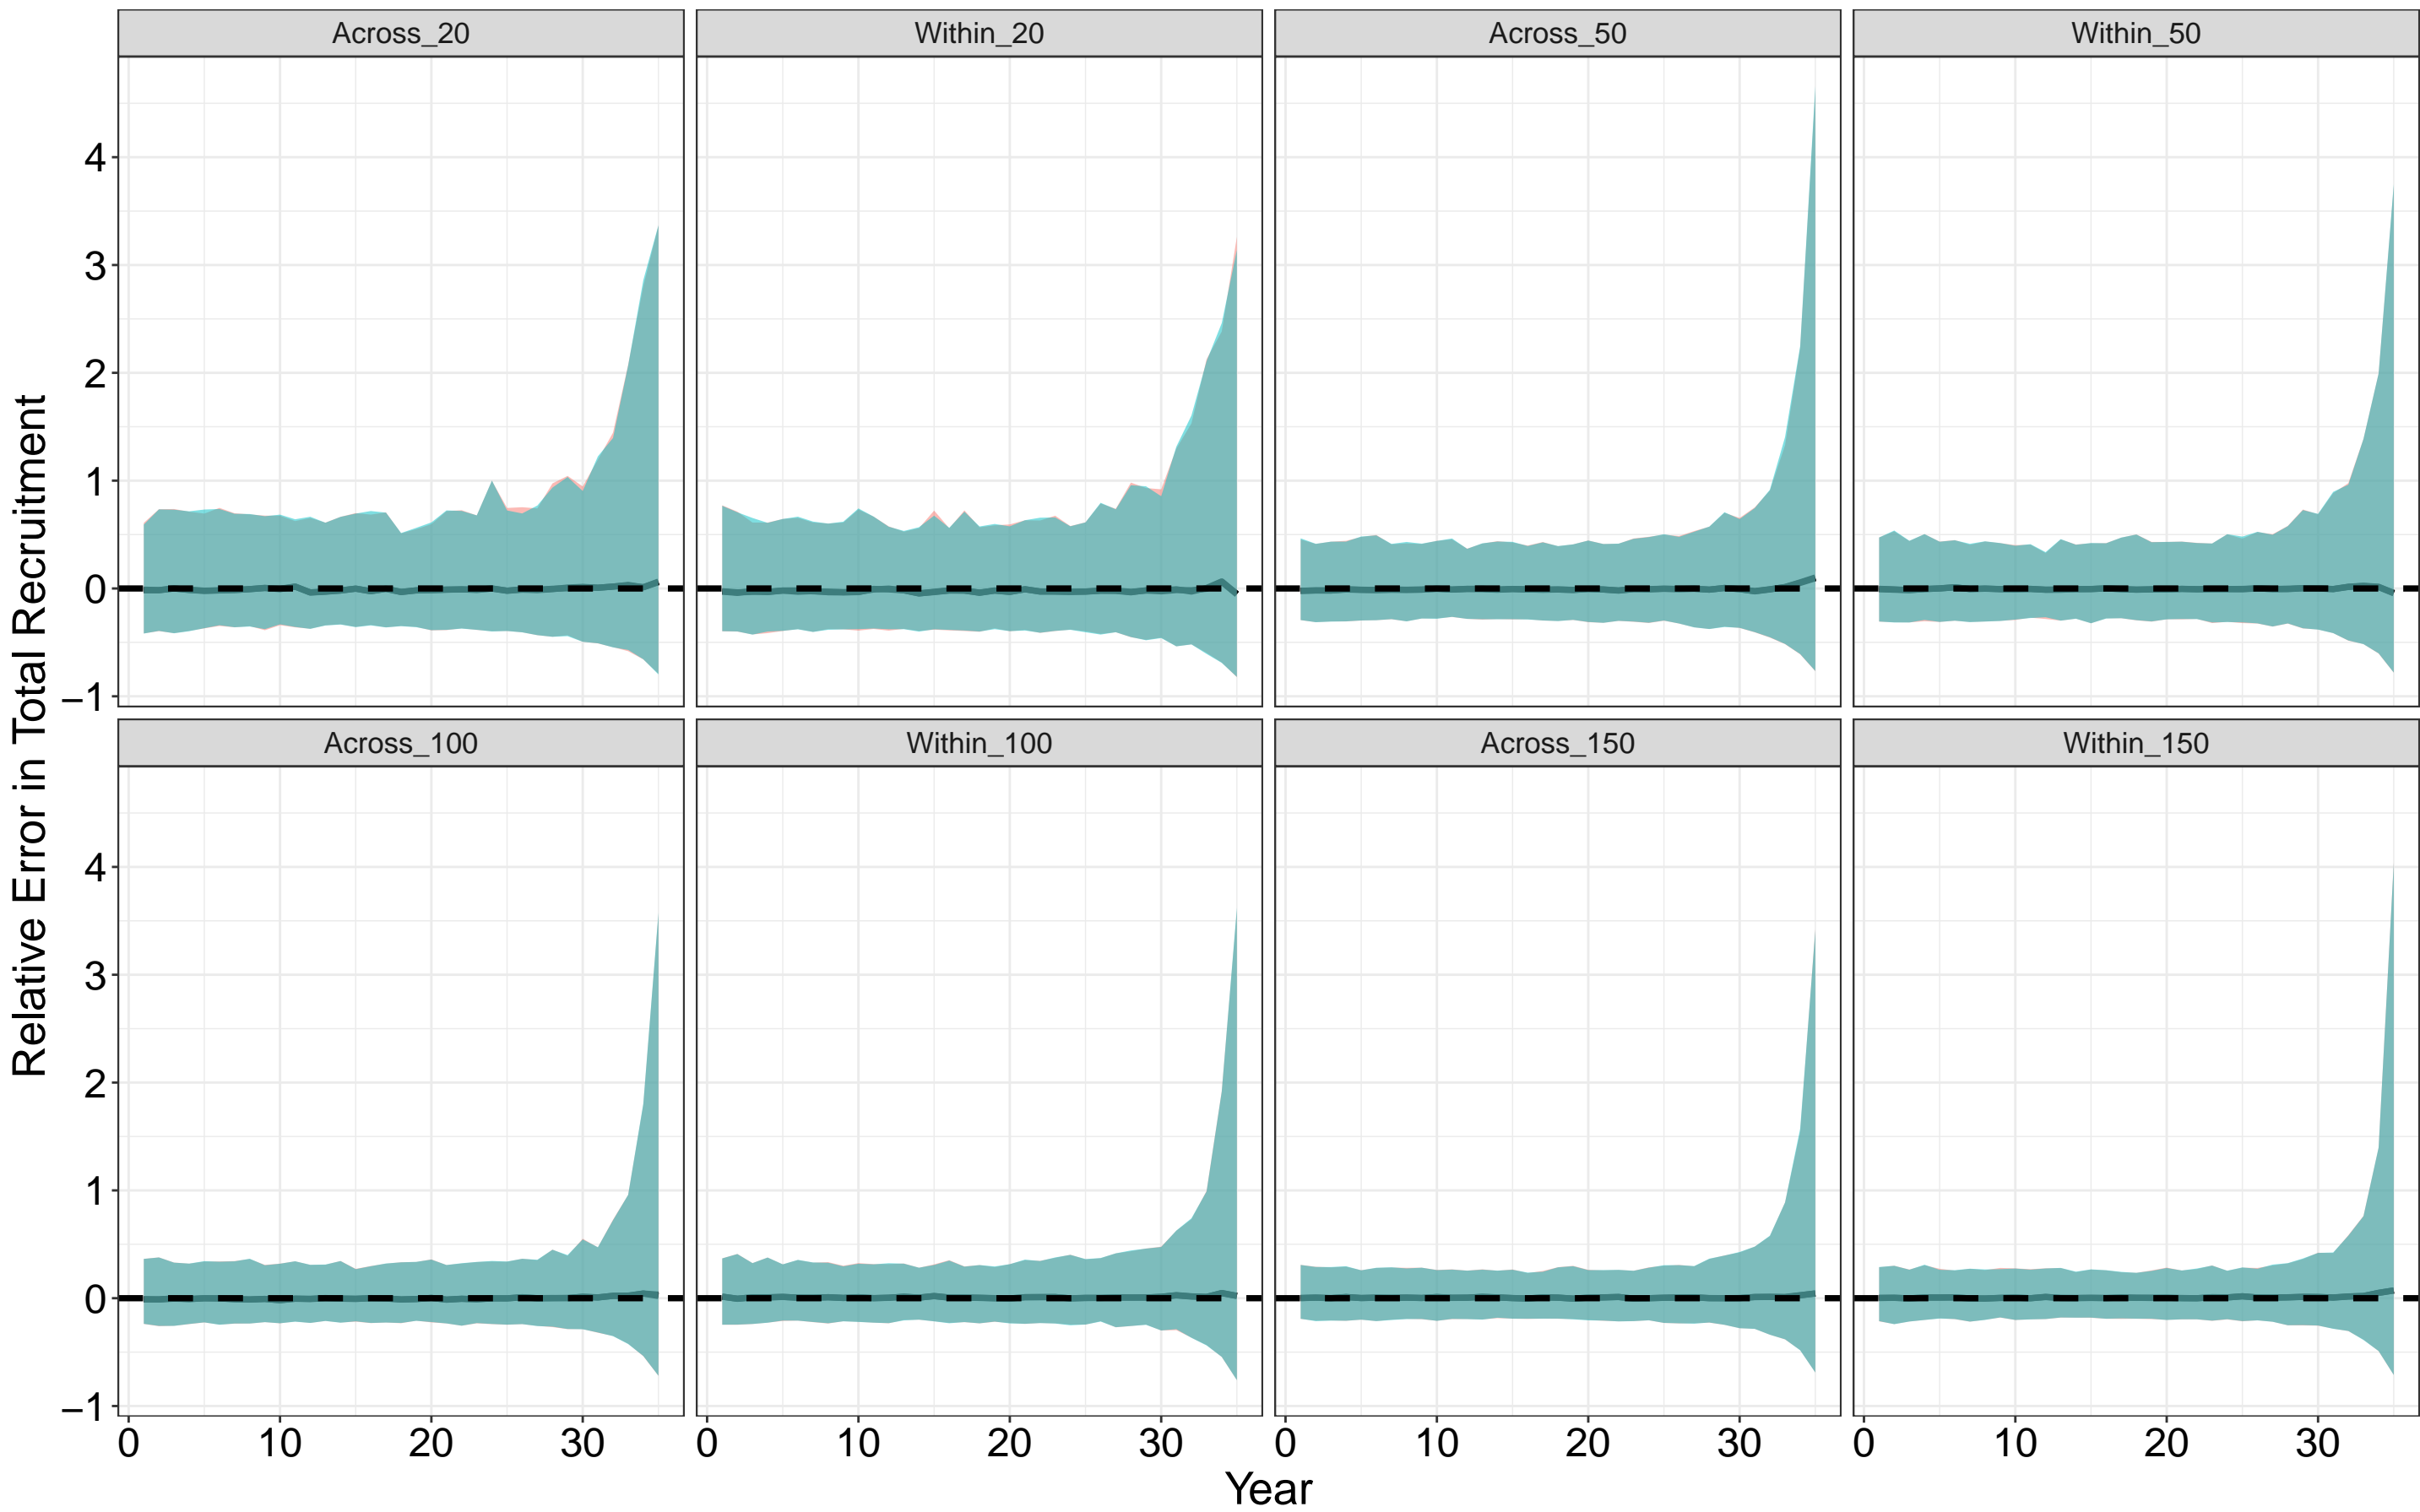 Across_20
Within_20
Across_50
Within_50
Relative Error in Total Recruitment
4
3
2
1
0
−1
Across_100
Within_100
Across_150
Within_150
4
3
2
1
0
−1
0 10 20 30
0 10 20 30
0 10 20 30
0 10 20 30
Year